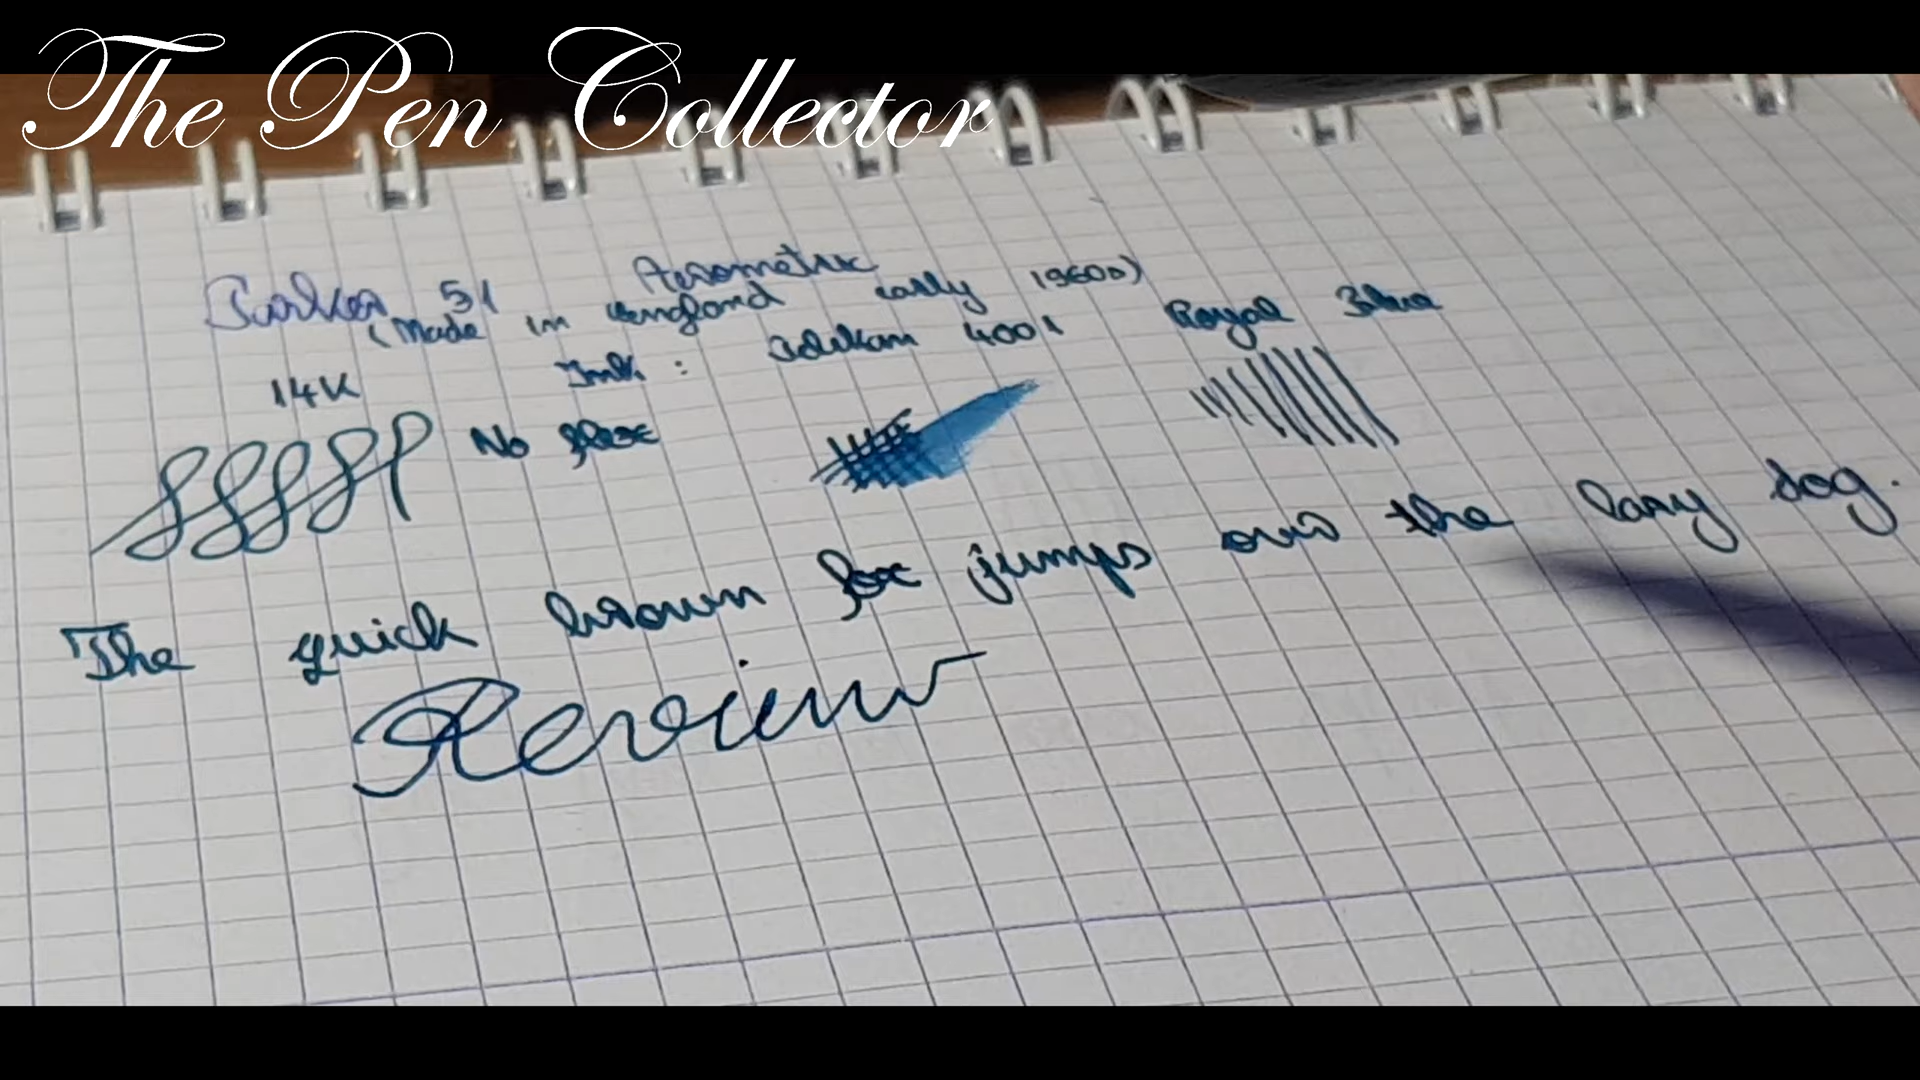 The Pen Collector
Parker 51 Aerometric
(Made in England early 1960s)
Ink : Pelikan 4001 Royal Blue
14K
No flex
The quick brown fox jumps over the lazy dog.
Review